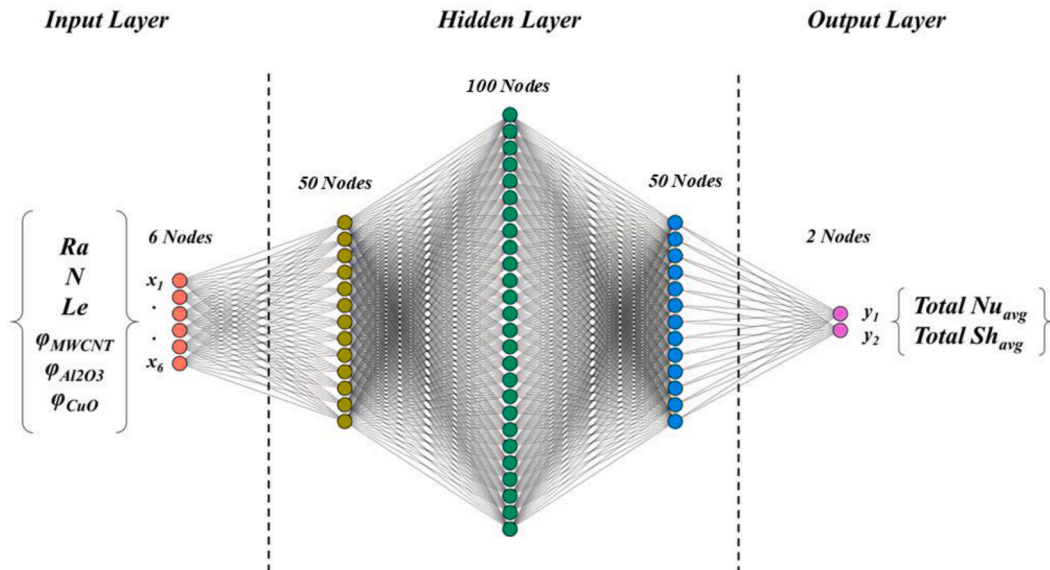 Input Layer
Hidden Layer
Output Layer
100 Nodes
50 Nodes
50 Nodes
6 Nodes
2 Nodes
Ra
N
Le
φMWCNT
φAl2O3
φCuO
x1
.
.
x6
y1
y2
Total Nuavg
Total Shavg